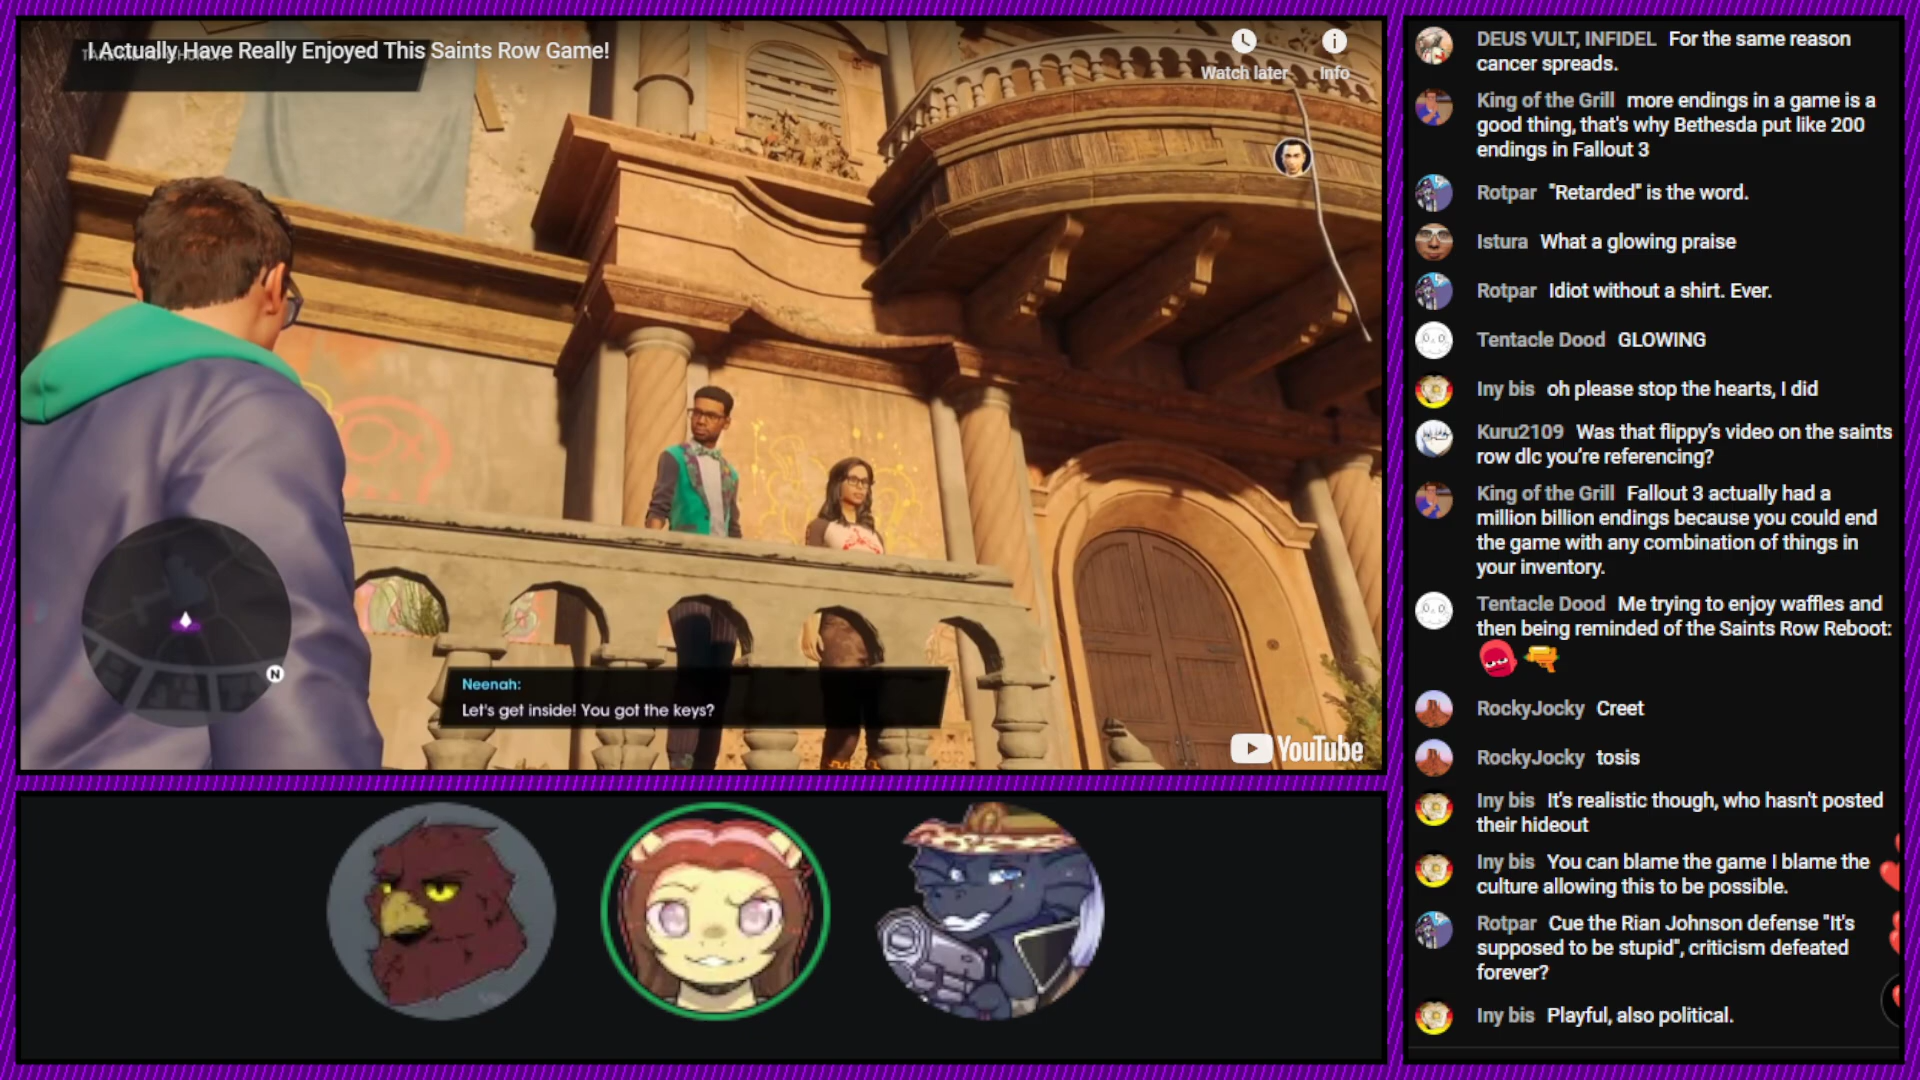 I Actually Have Really Enjoyed This Saints Row Game!
Watch later
Info
N
Neenah:
Let's get inside! You got the keys?
YouTube
DEUS VULT, INFIDEL For the same reason
cancer spreads.
King of the Grill more endings in a game is a
good thing, that's why Bethesda put like 200
endings in Fallout 3
Rotpar "Retarded" is the word.
Istura What a glowing praise
Rotpar Idiot without a shirt. Ever.
Tentacle Dood GLOWING
Iny bis oh please stop the hearts, I did
Kuru2109 Was that flippy's video on the saints
row dlc you're referencing?
King of the Grill Fallout 3 actually had a
million billion endings because you could end
the game with any combination of things in
your inventory.
Tentacle Dood Me trying to enjoy waffles and
then being reminded of the Saints Row Reboot:
RockyJocky Creet
RockyJocky tosis
Iny bis It's realistic though, who hasn't posted
their hideout
Iny bis You can blame the game I blame the
culture allowing this to be possible.
Rotpar Cue the Rian Johnson defense "It's
supposed to be stupid", criticism defeated
forever?
Iny bis Playful, also political.